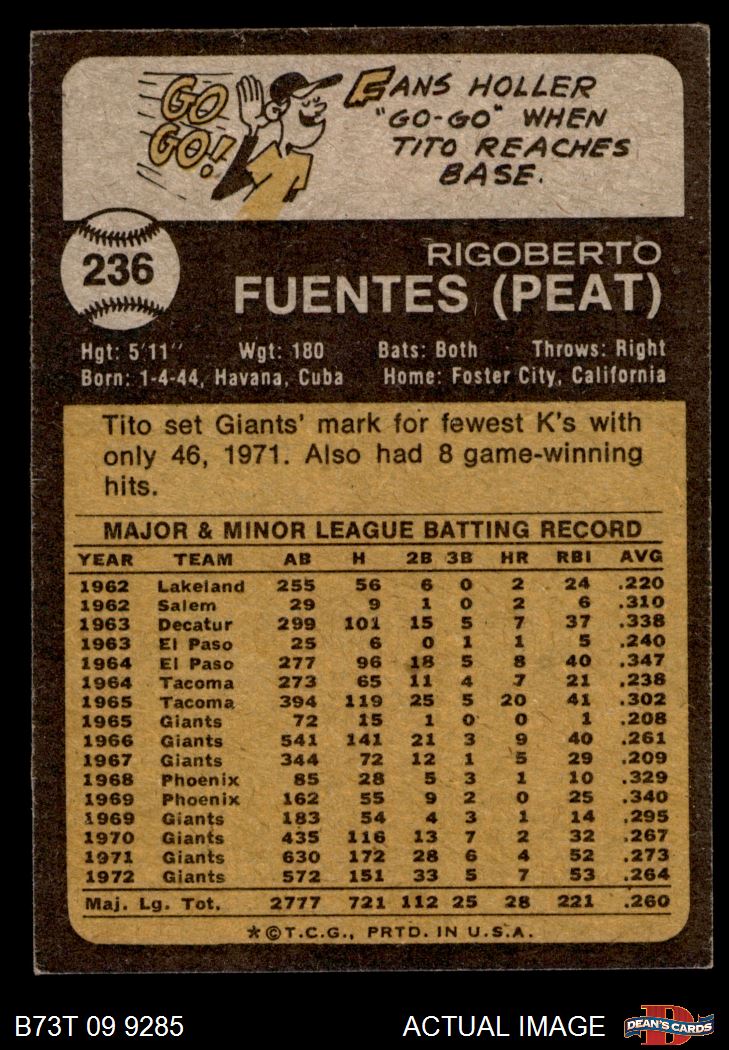 GO
GO!
FANS HOLLER
"GO-GO" WHEN
TITO REACHES
BASE.
236
RIGOBERTO
FUENTES (PEAT)
Hgt: 5'11" Wgt: 180 Bats: Both Throws: Right
Born: 1-4-44, Havana, Cuba Home: Foster City, California
Tito set Giants' mark for fewest K's with
only 46, 1971. Also had 8 game-winning
hits.
MAJOR & MINOR LEAGUE BATTING RECORD
YEAR TEAM AB H 2B 3B HR RBI AVG
1962 Lakeland 255 56 6 0 2 24 .220
1962 Salem 29 9 1 0 2 6 .310
1963 Decatur 299 101 15 5 7 37 .338
1963 El Paso 25 6 0 1 1 5 .240
1964 El Paso 277 96 18 5 8 40 .347
1964 Tacoma 273 65 11 4 7 21 .238
1965 Tacoma 394 119 25 5 20 41 .302
1965 Giants 72 15 1 0 0 1 .208
1966 Giants 541 141 21 3 9 40 .261
1967 Giants 344 72 12 1 5 29 .209
1968 Phoenix 85 28 5 3 1 10 .329
1969 Phoenix 162 55 9 2 0 25 .340
1969 Giants 183 54 4 3 1 14 .295
1970 Giants 435 116 13 7 2 32 .267
1971 Giants 630 172 28 6 4 52 .273
1972 Giants 572 151 33 5 7 53 .264
Maj. Lg. Tot. 2777 721 112 25 28 221 .260
*©T.C.G., PRTD. IN U.S.A.
B73T 09 9285 ACTUAL IMAGE
D
DEAN'S CARDS